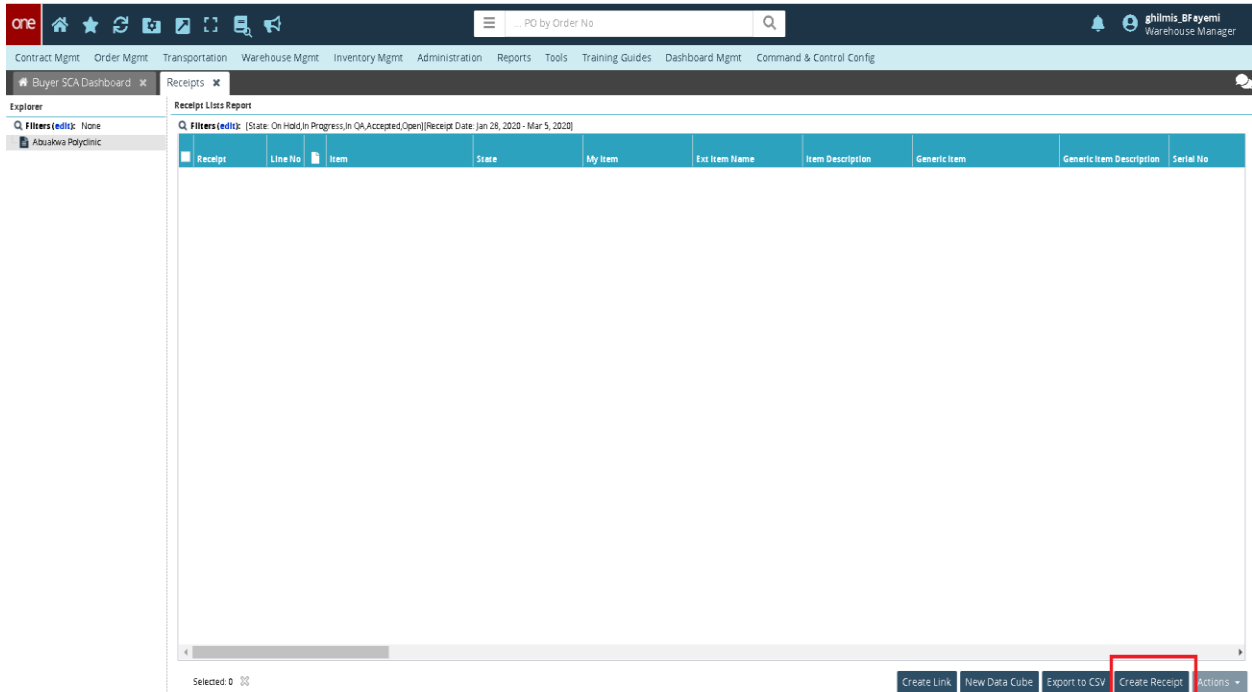 one
... PO by Order No
ghilmis_BFayemi
Warehouse Manager
Contract Mgmt Order Mgmt Transportation Warehouse Mgmt Inventory Mgmt Administration Reports Tools Training Guides Dashboard Mgmt Command & Control Config
Buyer SCA Dashboard Receipts
Explorer
Receipt Lists Report
Filters (edit): None
Filters (edit): [State: On Hold,In Progress,In QA,Accepted,Open][Receipt Date: Jan 28, 2020 - Mar 5, 2020]
Abuakwa Polyclinic
Receipt Line No Item State My Item Ext Item Name Item Description Generic Item Generic Item Description Serial No
Selected: 0
Create Link New Data Cube Export to CSV Create Receipt Actions